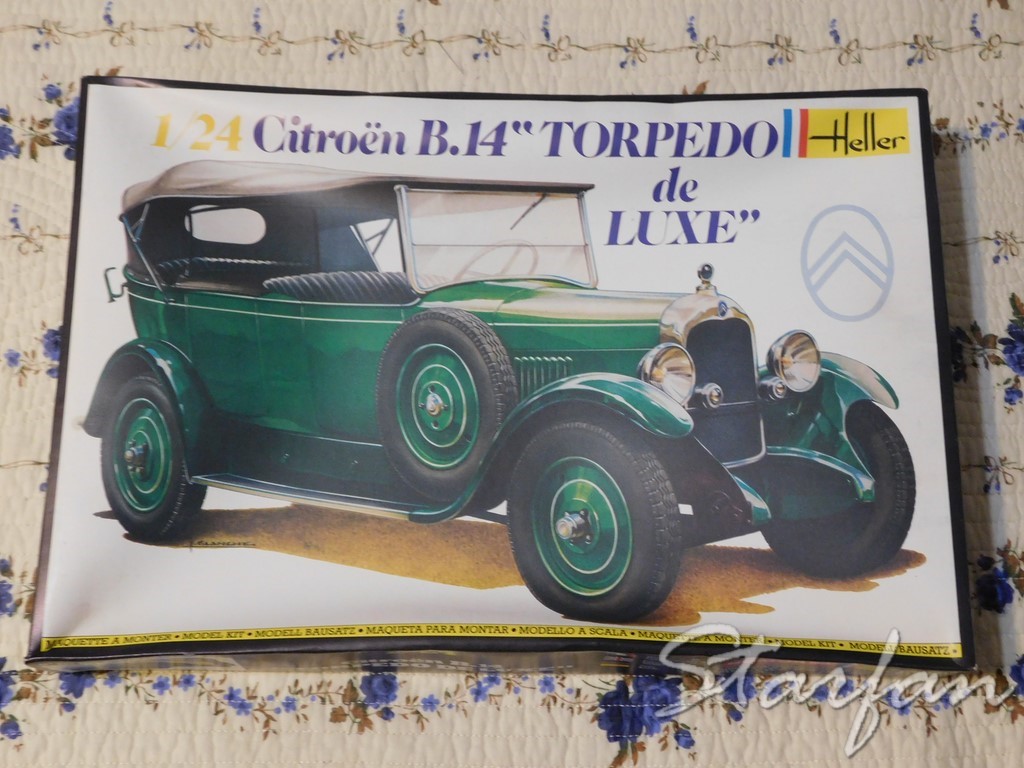 1/24 Citroën B.14 “TORPEDO
de
LUXE”
Heller
MAQUETTE A MONTER • MODEL KIT • MODELL BAUSATZ • MAQUETA PARA MONTAR • MODELLO A SCALA • MAQUETTE A MONTER • MODEL KIT • MODELL BAUSATZ •
Starfan